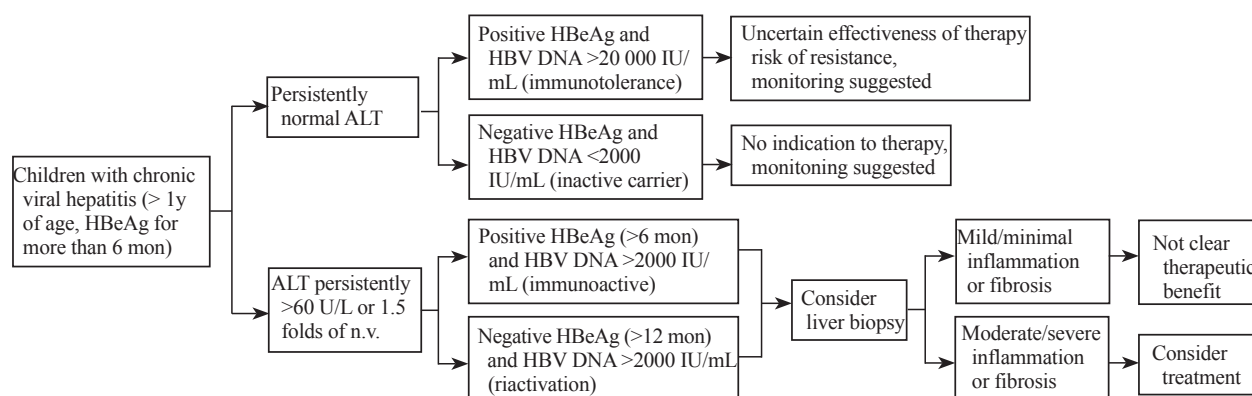 Children with chronic
viral hepatitis (> 1y
of age, HBeAg for
more than 6 mon)
Persistently
normal ALT
ALT persistently
>60 U/L or 1.5
folds of n.v.
Positive HBeAg and
HBV DNA >20 000 IU/
mL (immunotolerance)
Negative HBeAg and
HBV DNA <2000
IU/mL (inactive carrier)
Positive HBeAg (>6 mon)
and HBV DNA >2000 IU/
mL (immunoactive)
Negative HBeAg (>12 mon)
and HBV DNA >2000 IU/mL
(riactivation)
Uncertain effectiveness of therapy
risk of resistance,
monitoring suggested
No indication to therapy,
monitoning suggested
Consider
liver biopsy
Mild/minimal
inflammation
or fibrosis
Moderate/severe
inflammation
or fibrosis
Not clear
therapeutic
benefit
Consider
treatment